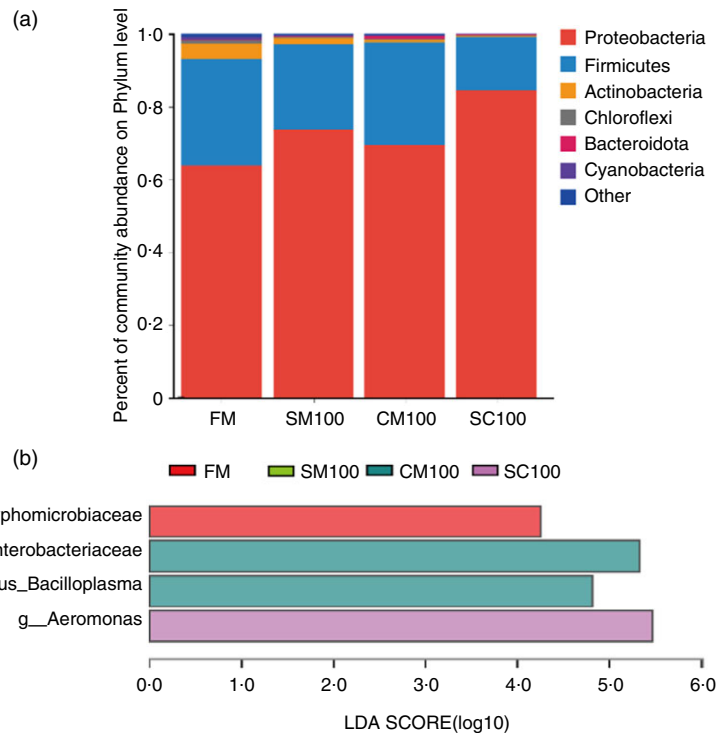 (a)
Percent of community abundance on Phylum level
1·0
0·8
0·6
0·4
0·2
0
FM
SM100
CM100
SC100
Proteobacteria
Firmicutes
Actinobacteria
Chloroflexi
Bacteroidota
Cyanobacteria
Other
(b)
FM
SM100
CM100
SC100
phomicrobiaceae
nterobacteriaceae
us_Bacilloplasma
g__Aeromonas
0·0
1·0
2·0
3·0
4·0
5·0
6·0
LDA SCORE(log10)